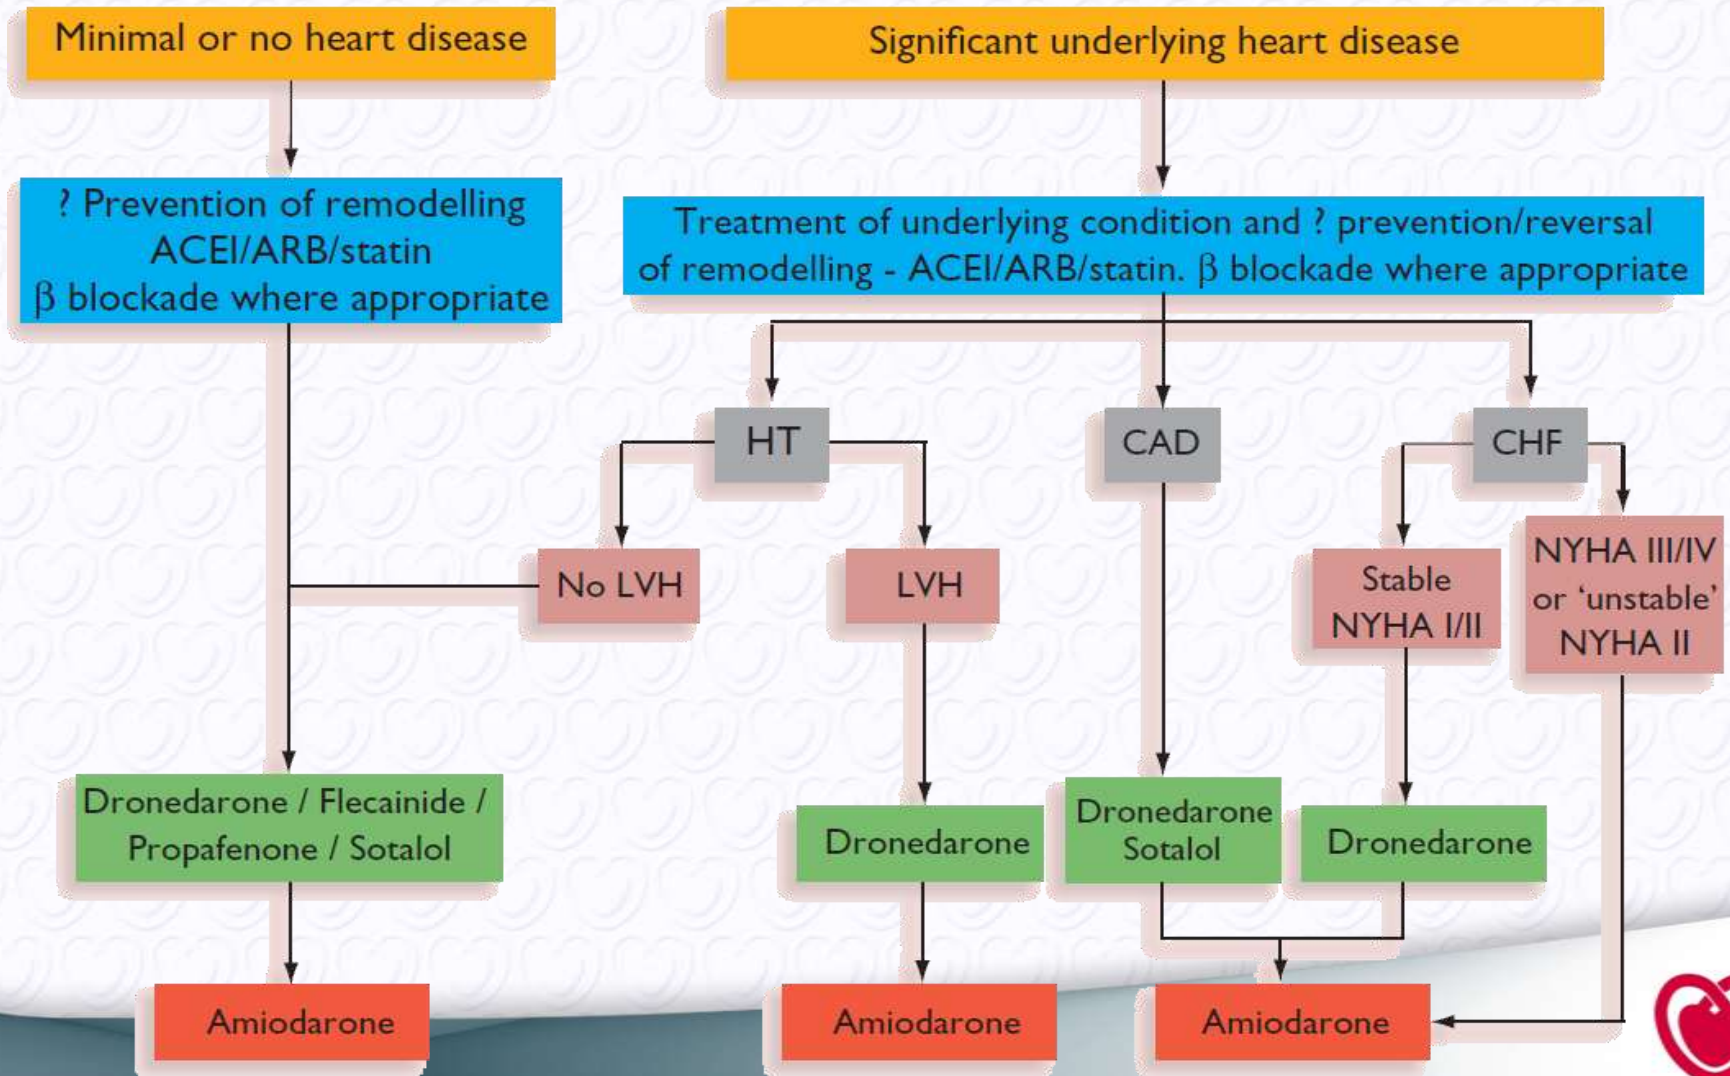 Minimal or no heart disease
Significant underlying heart disease
? Prevention of remodelling
ACEI/ARB/statin
β blockade where appropriate
Treatment of underlying condition and ? prevention/reversal
of remodelling - ACEI/ARB/statin. β blockade where appropriate
HT
CAD
CHF
No LVH
LVH
Stable
NYHA I/II
NYHA III/IV
or ‘unstable’
NYHA II
Dronedarone / Flecainide /
Propafenone / Sotalol
Dronedarone
Dronedarone
Sotalol
Dronedarone
Amiodarone
Amiodarone
Amiodarone